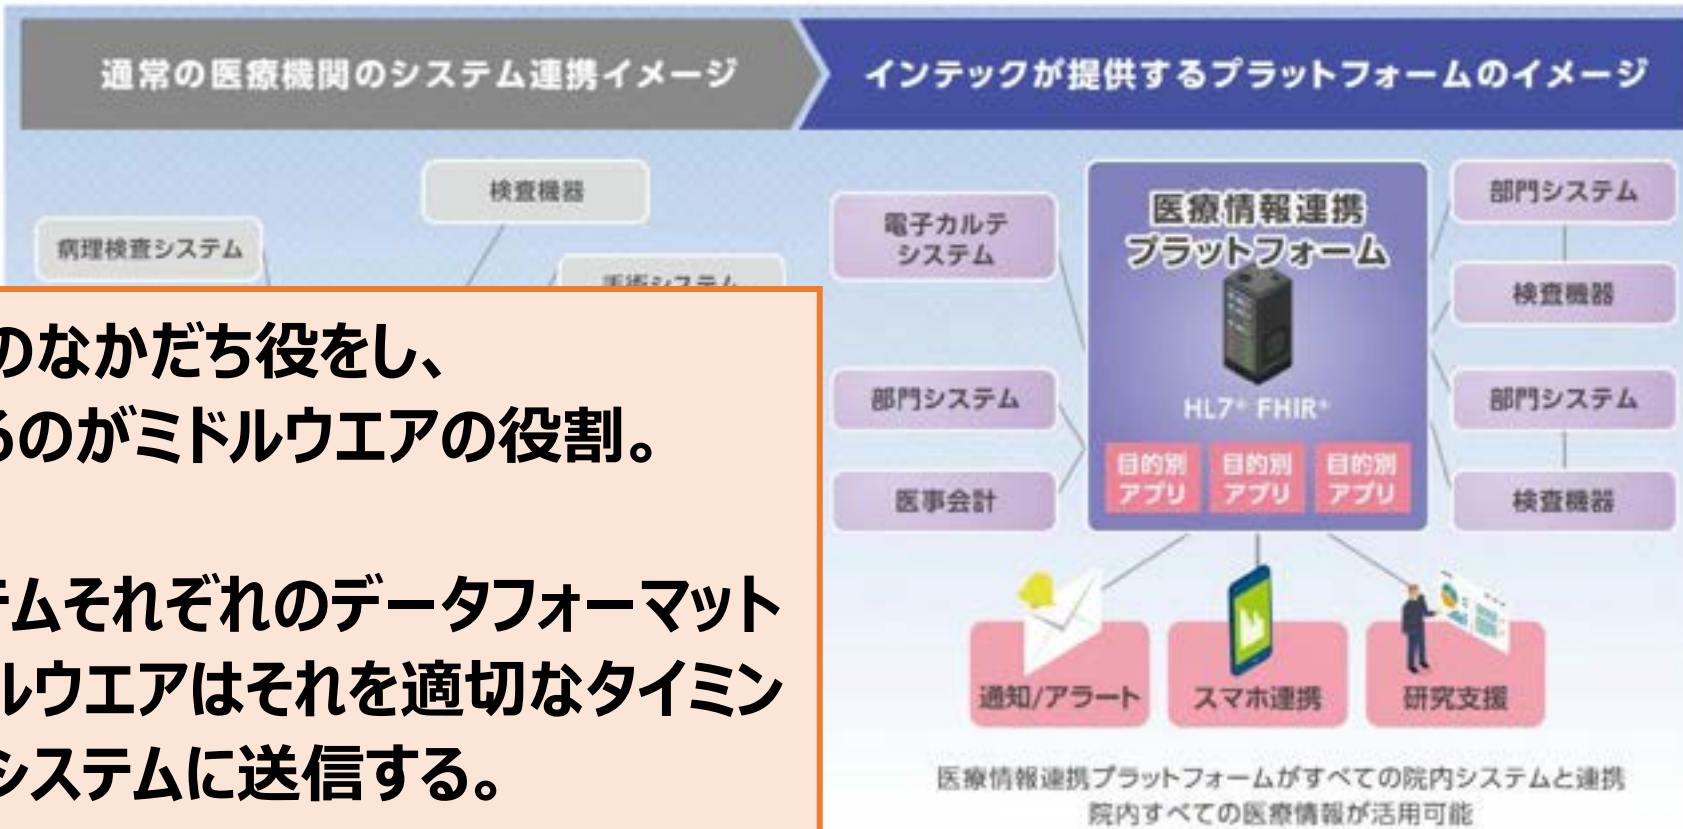 通常の医療機関のシステム連携イメージ
インテックが提供するプラットフォームのイメージ
検査機器
病理検査システム
手術システム
のなかだち役をし、
るのがミドルウエアの役割。
テムそれぞれのデータフォーマット
ルウエアはそれを適切なタイミン
システムに送信する。
電子カルテ
システム
部門システム
医事会計
医療情報連携
プラットフォーム
HL7® FHIR®
目的別
アプリ
目的別
アプリ
目的別
アプリ
部門システム
検査機器
部門システム
検査機器
通知/アラート
スマホ連携
研究支援
医療情報連携プラットフォームがすべての院内システムと連携
院内すべての医療情報が活用可能